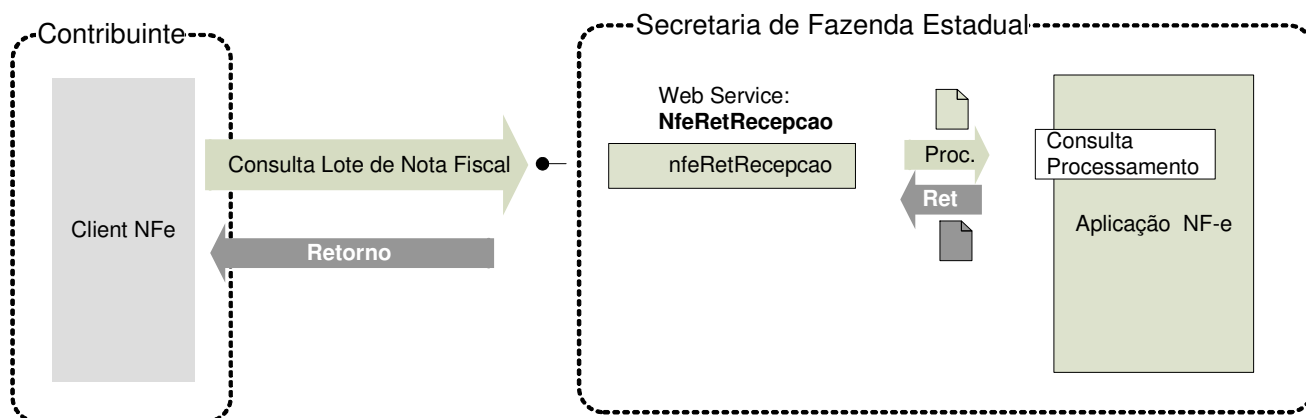 Contribuinte
Secretaria de Fazenda Estadual
Web Service:
NfeRetRecepcao
Consulta Lote de Nota Fiscal
nfeRetRecepcao
Proc.
Consulta
Processamento
Ret
Client NFe
Retorno
Aplicação NF-e